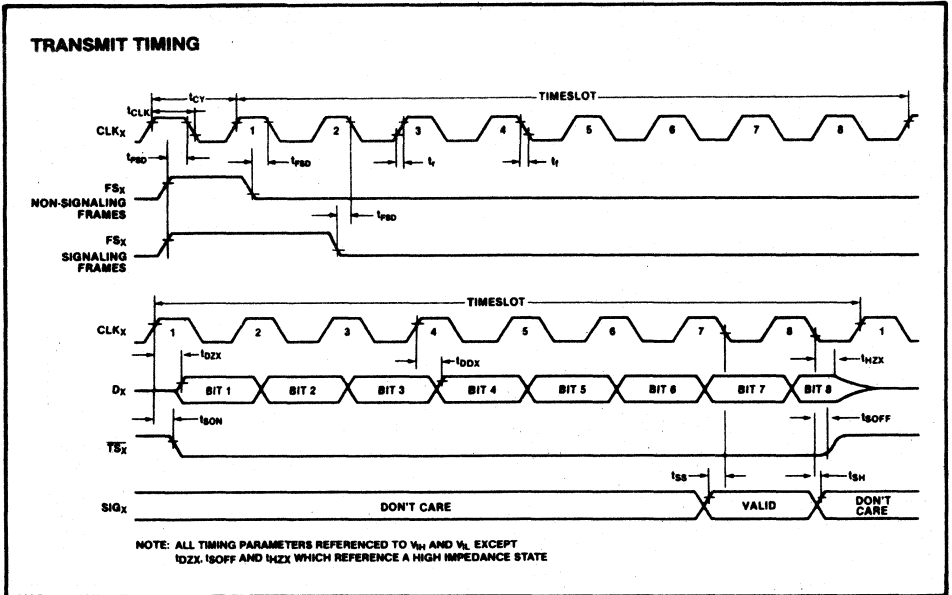 TRANSMIT TIMING
tCY
TIMESLOT
tCLK
CLKX
1 2 3 4 5 6 7 8
tFSD tFSD tr tf
FSX
NON-SIGNALING
FRAMES
tFSD
FSX
SIGNALING
FRAMES
TIMESLOT
CLKX
1 2 3 4 5 6 7 8 1
tDZX tDDX tHZX
DX
BIT 1 BIT 2 BIT 3 BIT 4 BIT 5 BIT 6 BIT 7 BIT 8
tSON tSOFF
TSX
tSS tSH
SIGX
DON'T CARE VALID DON'T
CARE
NOTE: ALL TIMING PARAMETERS REFERENCED TO VIH AND VIL EXCEPT
tDZX, tSOFF AND tHZX WHICH REFERENCE A HIGH IMPEDANCE STATE